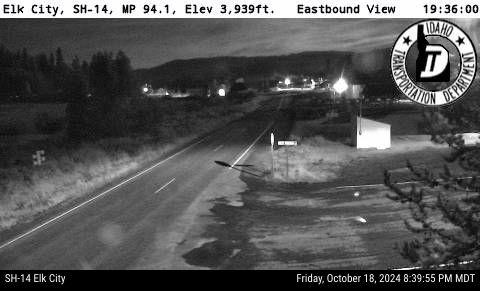 Elk City, SH-14, MP 94.1, Elev 3,939ft. Eastbound View 19:36:00
IDAHO
TRANSPORTATION DEPARTMENT
SH-14 Elk City Friday, October 18, 2024 8:39:55 PM MDT